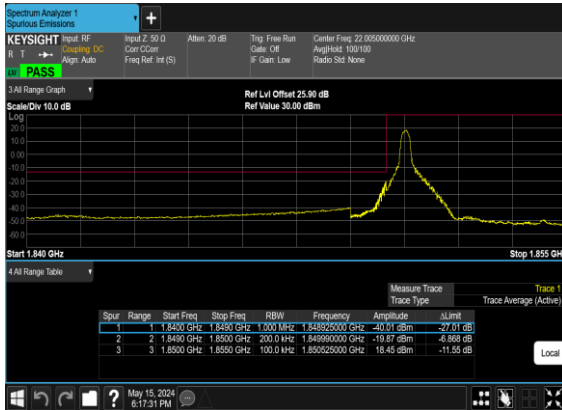 Spectrum Analyzer 1
Spurious Emissions
+
KEYSIGHT Input: RF Input Z: 50 Ω Atten: 20 dB Trig: Free Run Center Freq: 22.005000000 GHz
R T Coupling: DC Corr CCorr Gate: Off Avg|Hold: 100/100
Align: Auto Freq Ref: Int (S) IF Gain: Low Radio Std: None
LXI PASS
3 All Range Graph
Ref Lvl Offset 25.90 dB
Scale/Div 10.0 dB Ref Value 30.00 dBm
Log
20.0
10.0
0.00
-10.0
-20.0
-30.0
-40.0
-50.0
-60.0
Start 1.840 GHz Stop 1.855 GH
4 All Range Table
Measure Trace Trace 1
Trace Type Trace Average (Active)
Spur Range Start Freq Stop Freq RBW Frequency Amplitude ΔLimit
1 1 1.8400 GHz 1.8490 GHz 1.000 MHz 1.848925000 GHz -40.01 dBm -27.01 dB
2 2 1.8490 GHz 1.8500 GHz 200.0 kHz 1.849990000 GHz -19.87 dBm -6.868 dB
3 3 1.8500 GHz 1.8550 GHz 100.0 kHz 1.850525000 GHz 18.45 dBm -11.55 dB
Local
? May 15, 2024
6:17:31 PM